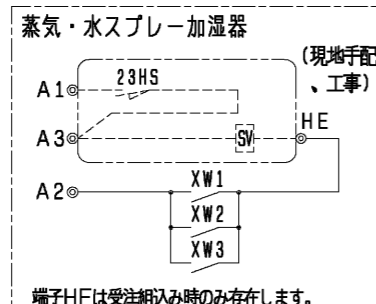 蒸気・水スプレー加湿器
(現地手配
、工事)
23HS
A1
A3
SV
HE
A2
XW1
XW2
XW3
端子HEは受注組込み時のみ存在します。